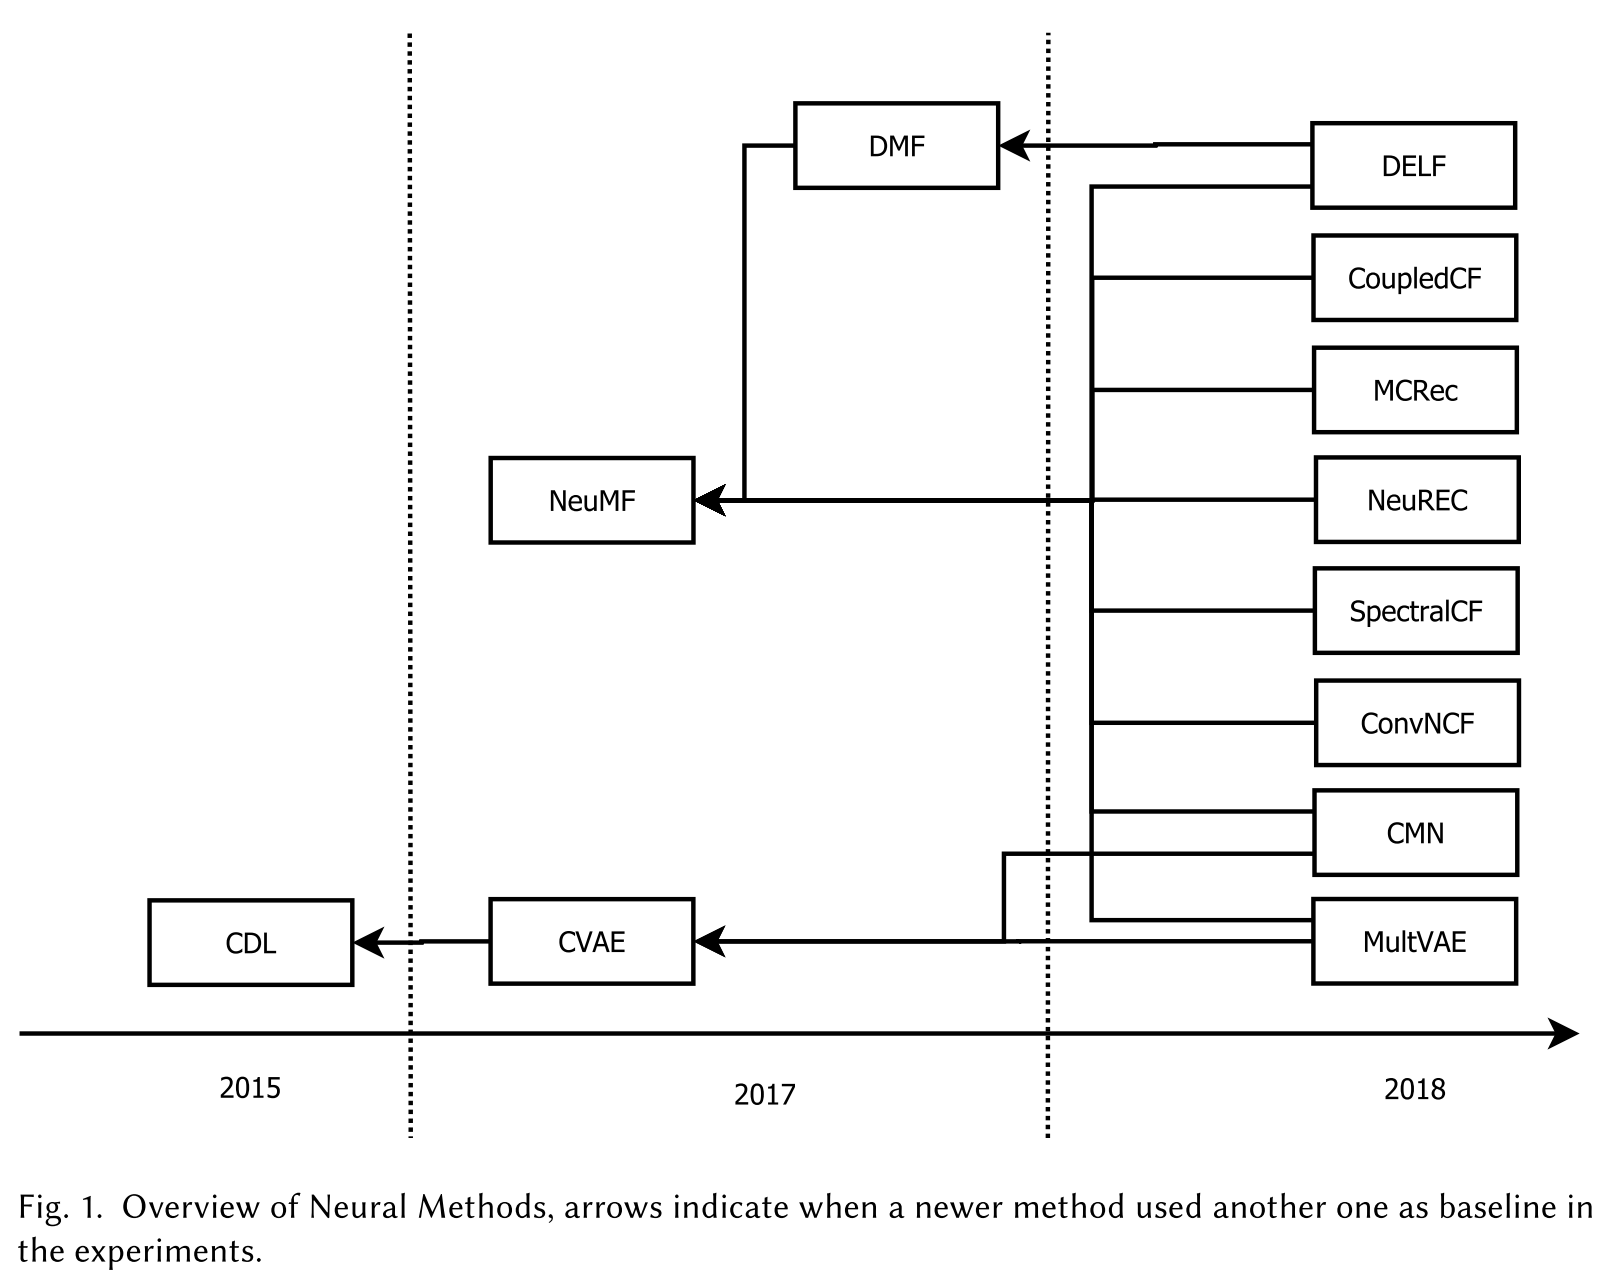 DMF
DELF
CoupledCF
MCRec
NeuMF
NeuREC
SpectralCF
ConvNCF
CMN
CDL
CVAE
MultVAE
2015
2017
2018
Fig. 1. Overview of Neural Methods, arrows indicate when a newer method used another one as baseline in
the experiments.